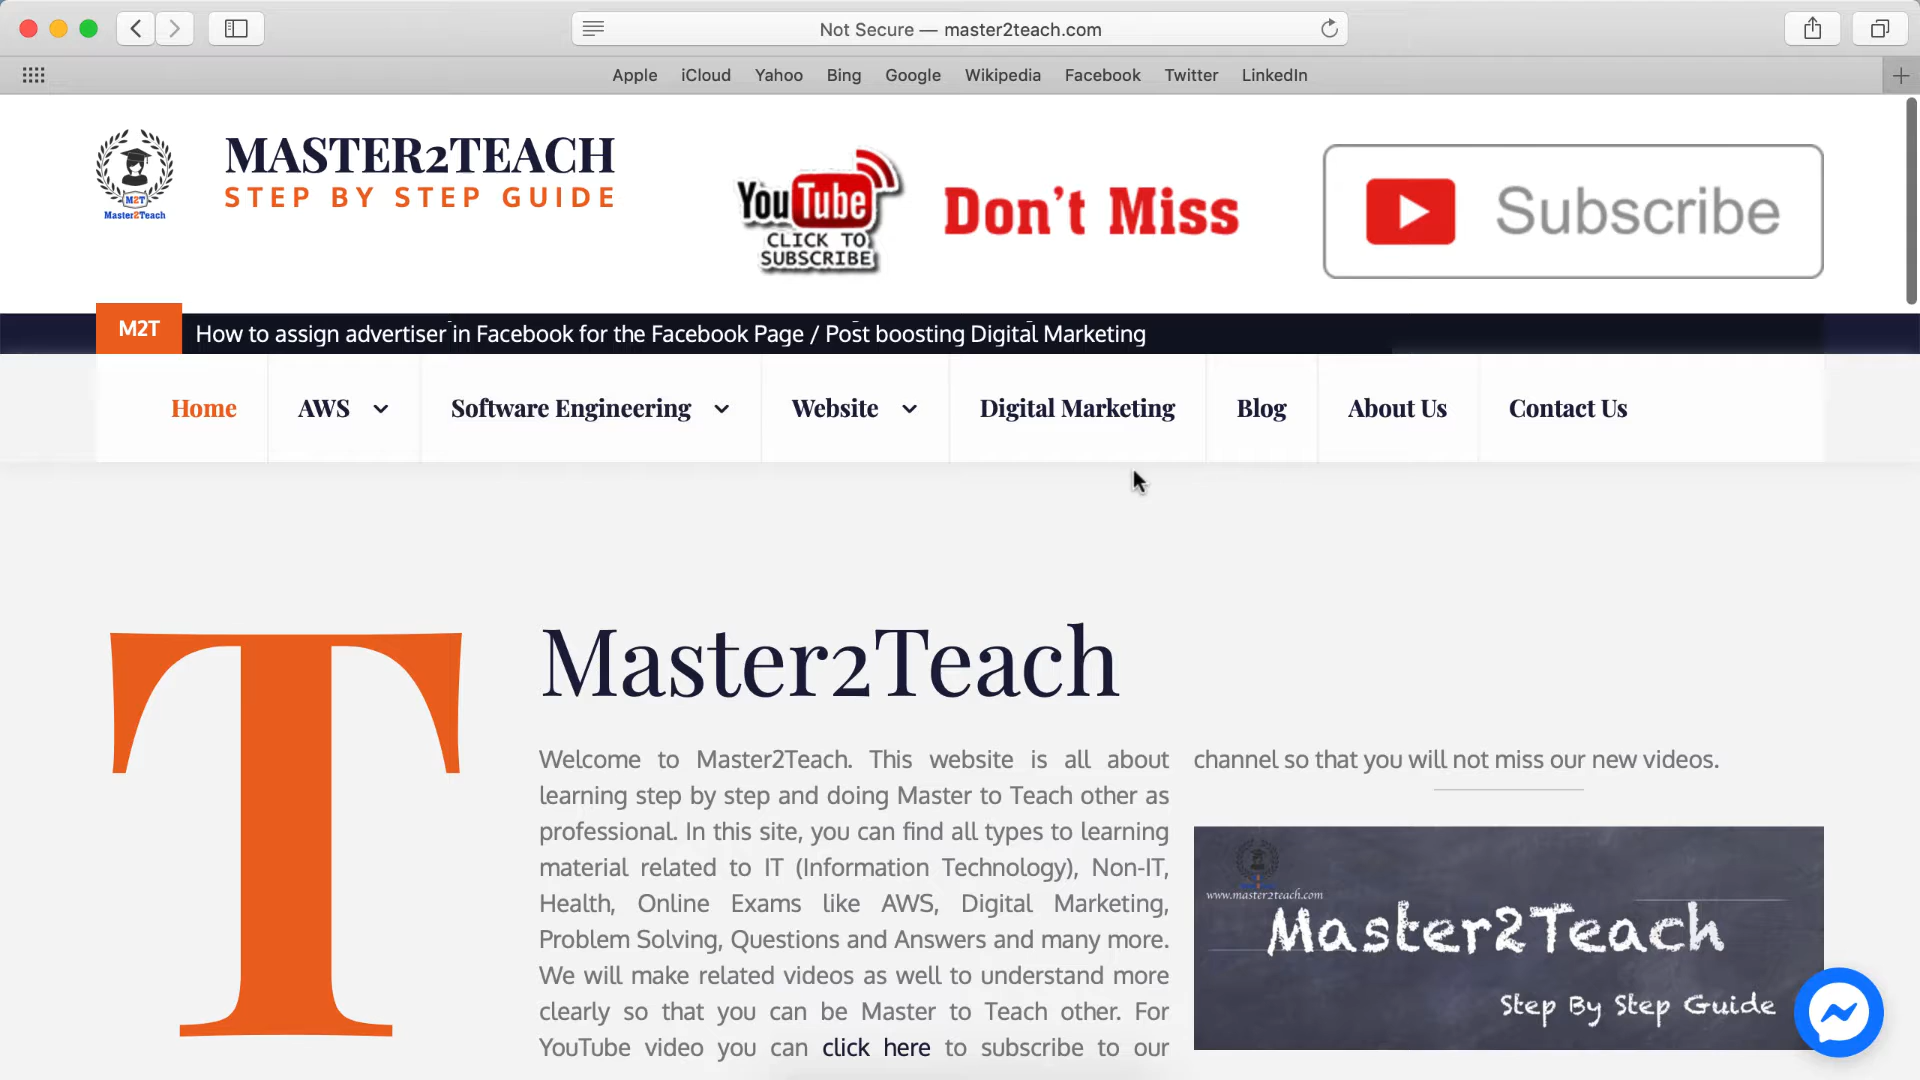 Not Secure — master2teach.com
Apple iCloud Yahoo Bing Google Wikipedia Facebook Twitter LinkedIn
M2T
Master2Teach
MASTER2TEACH
STEP BY STEP GUIDE
YouTube
CLICK TO
SUBSCRIBE
Don't Miss
Subscribe
M2T
How to assign advertiser in Facebook for the Facebook Page / Post boosting Digital Marketing
Home AWS Software Engineering Website Digital Marketing Blog About Us Contact Us
T
Master2Teach
Welcome to Master2Teach. This website is all about
learning step by step and doing Master to Teach other as
professional. In this site, you can find all types to learning
material related to IT (Information Technology), Non-IT,
Health, Online Exams like AWS, Digital Marketing,
Problem Solving, Questions and Answers and many more.
We will make related videos as well to understand more
clearly so that you can be Master to Teach other. For
YouTube video you can click here to subscribe to our
channel so that you will not miss our new videos.
www.master2teach.com
Master2Teach
Step By Step Guide